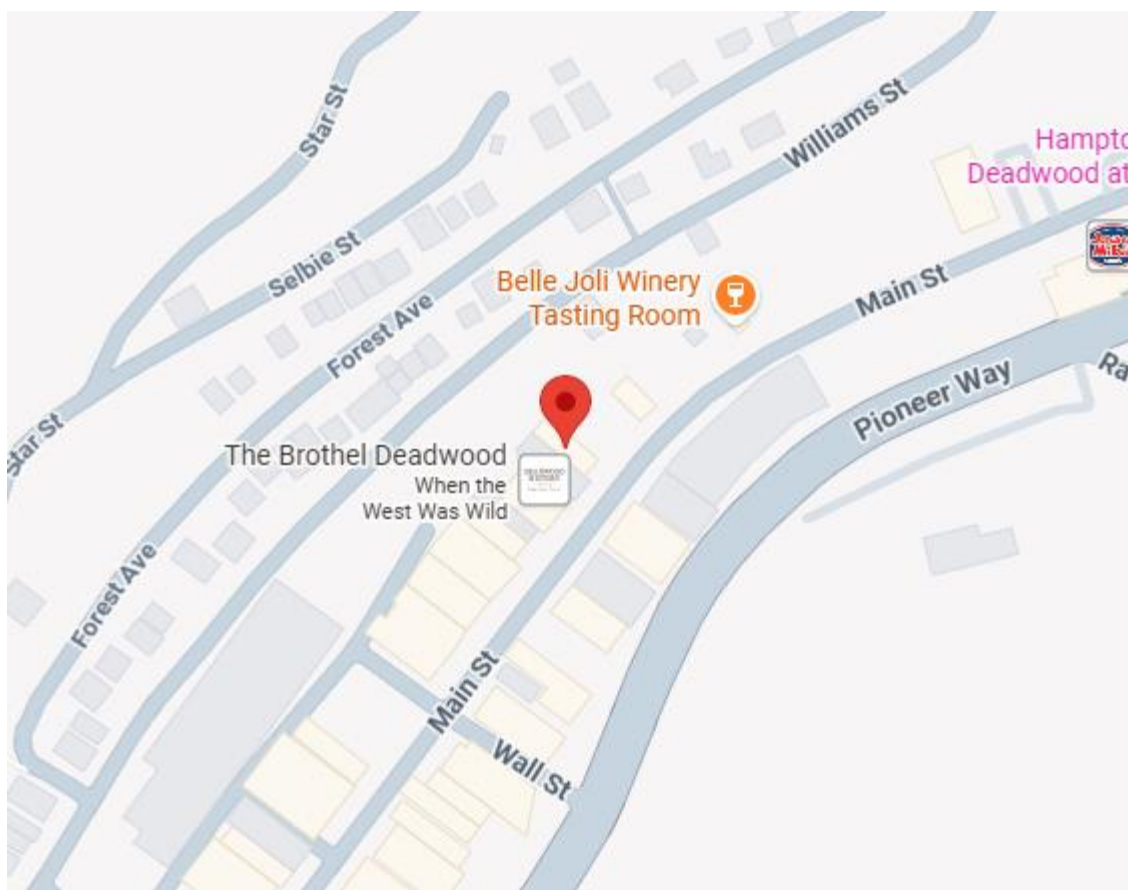 Star St
Williams St
Hampto
Deadwood at
Selbie St
Belle Joli Winery
Tasting Room
Main St
Forest Ave
Pioneer Way
Ra
Star St
The Brothel Deadwood
When the
West Was Wild
Forest Ave
Main St
Wall St